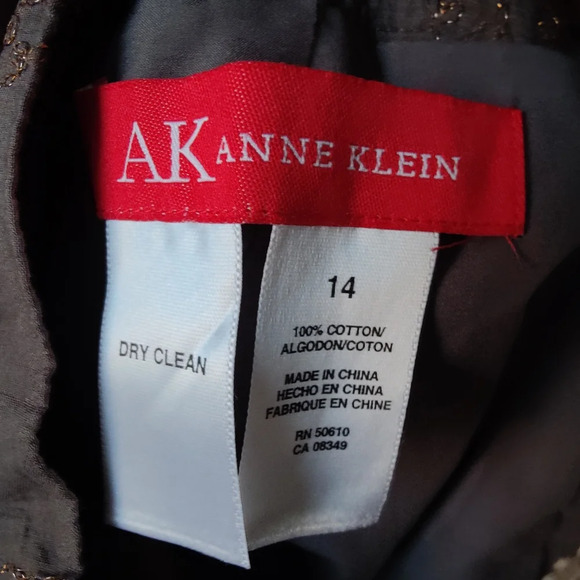 AK ANNE KLEIN
DRY CLEAN
14
100% COTTON/
ALGODON/COTON
MADE IN CHINA
HECHO EN CHINA
FABRIQUE EN CHINE
RN 50610
CA 08349